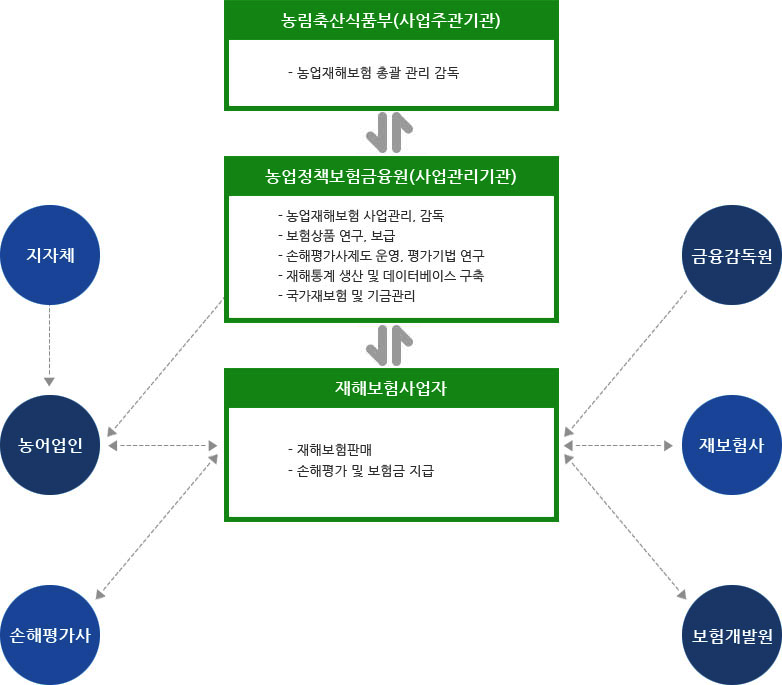 농림축산식품부(사업주관기관)
- 농업재해보험 총괄 관리 감독
농업정책보험금융원(사업관리기관)
- 농업재해보험 사업관리, 감독
- 보험상품 연구, 보급
- 손해평가사제도 운영, 평가기법 연구
- 재해통계 생산 및 데이터베이스 구축
- 국가재보험 및 기금관리
지자체
금융감독원
재해보험사업자
- 재해보험판매
- 손해평가 및 보험금 지급
농어업인
재보험사
손해평가사
보험개발원